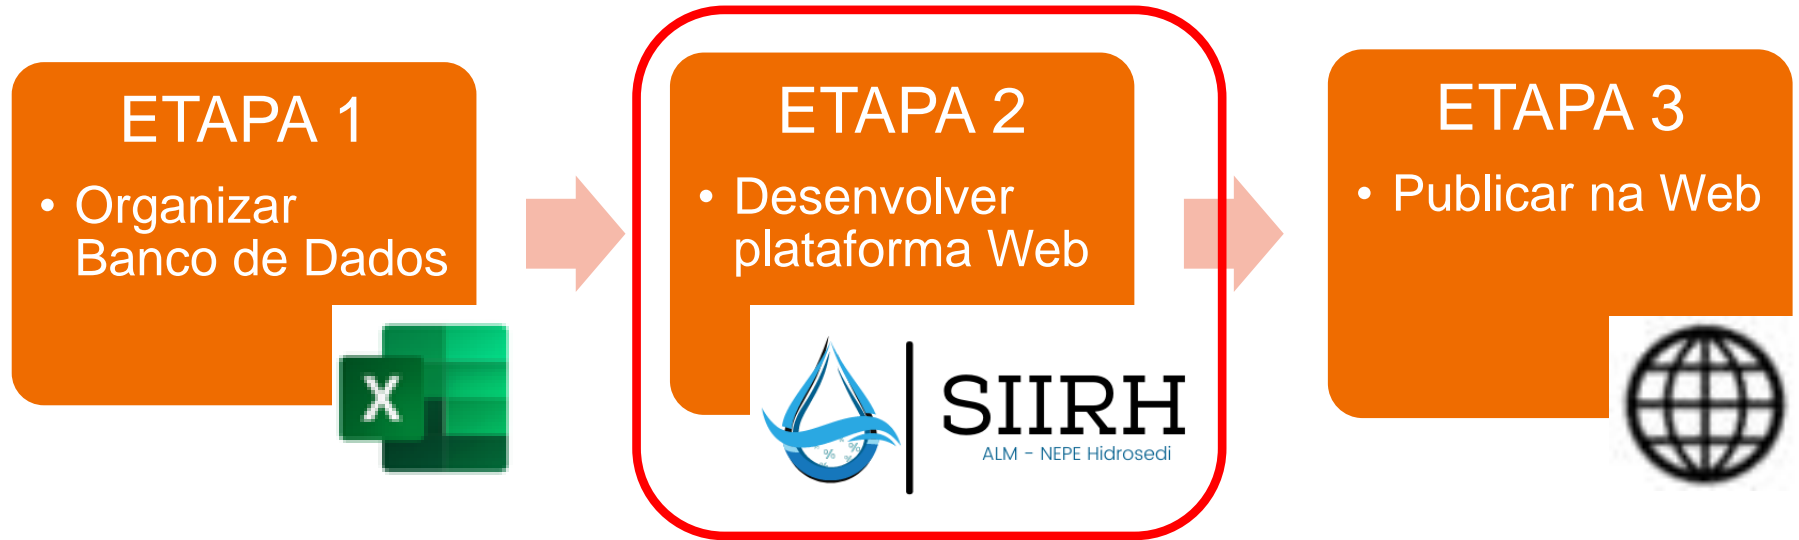 ETAPA 1
• Organizar
Banco de Dados
X
ETAPA 2
• Desenvolver
plataforma Web
% %
%
SIIRH
ALM - NEPE Hidrosedi
ETAPA 3
• Publicar na Web